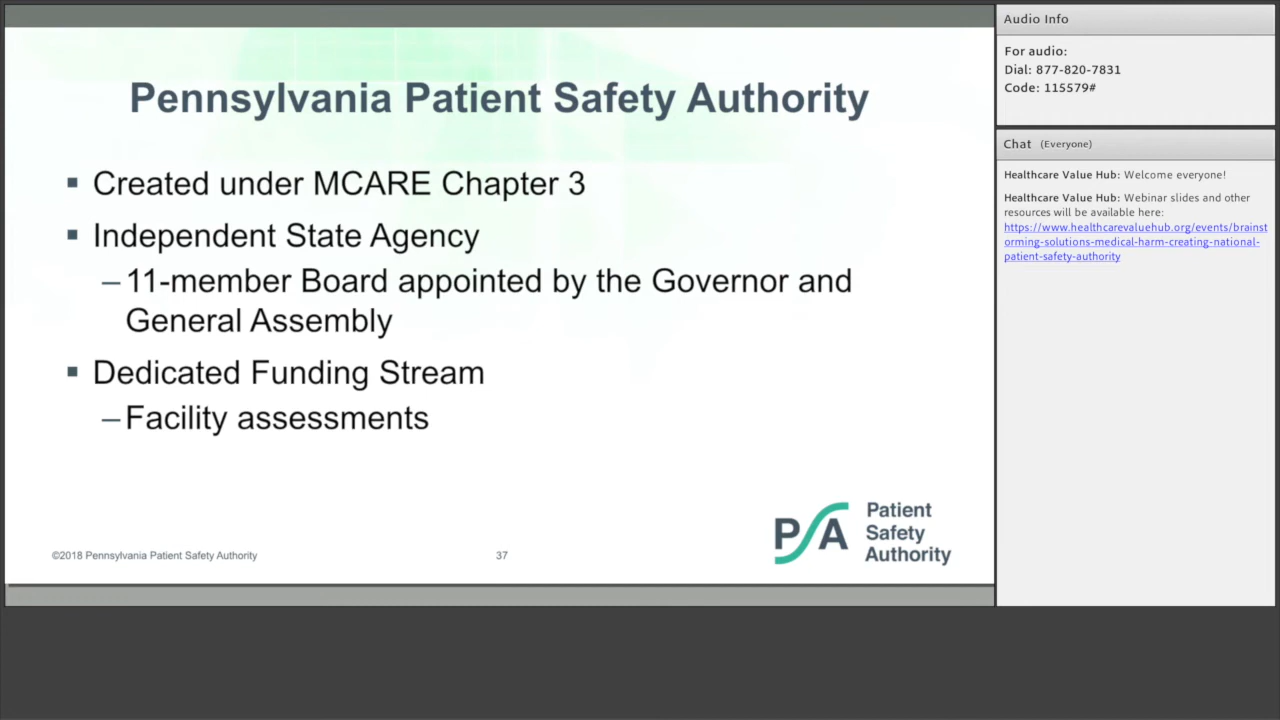 Pennsylvania Patient Safety Authority
▪ Created under MCARE Chapter 3
▪ Independent State Agency
–11-member Board appointed by the Governor and
General Assembly
▪ Dedicated Funding Stream
–Facility assessments
©2018 Pennsylvania Patient Safety Authority
37
PSA
Patient
Safety
Authority
Audio Info
For audio:
Dial: 877-820-7831
Code: 115579#
Chat (Everyone)
Healthcare Value Hub: Welcome everyone!
Healthcare Value Hub: Webinar slides and other
resources will be available here:
https://www.healthcarevaluehub.org/events/brainst
orming-solutions-medical-harm-creating-national-
patient-safety-authority